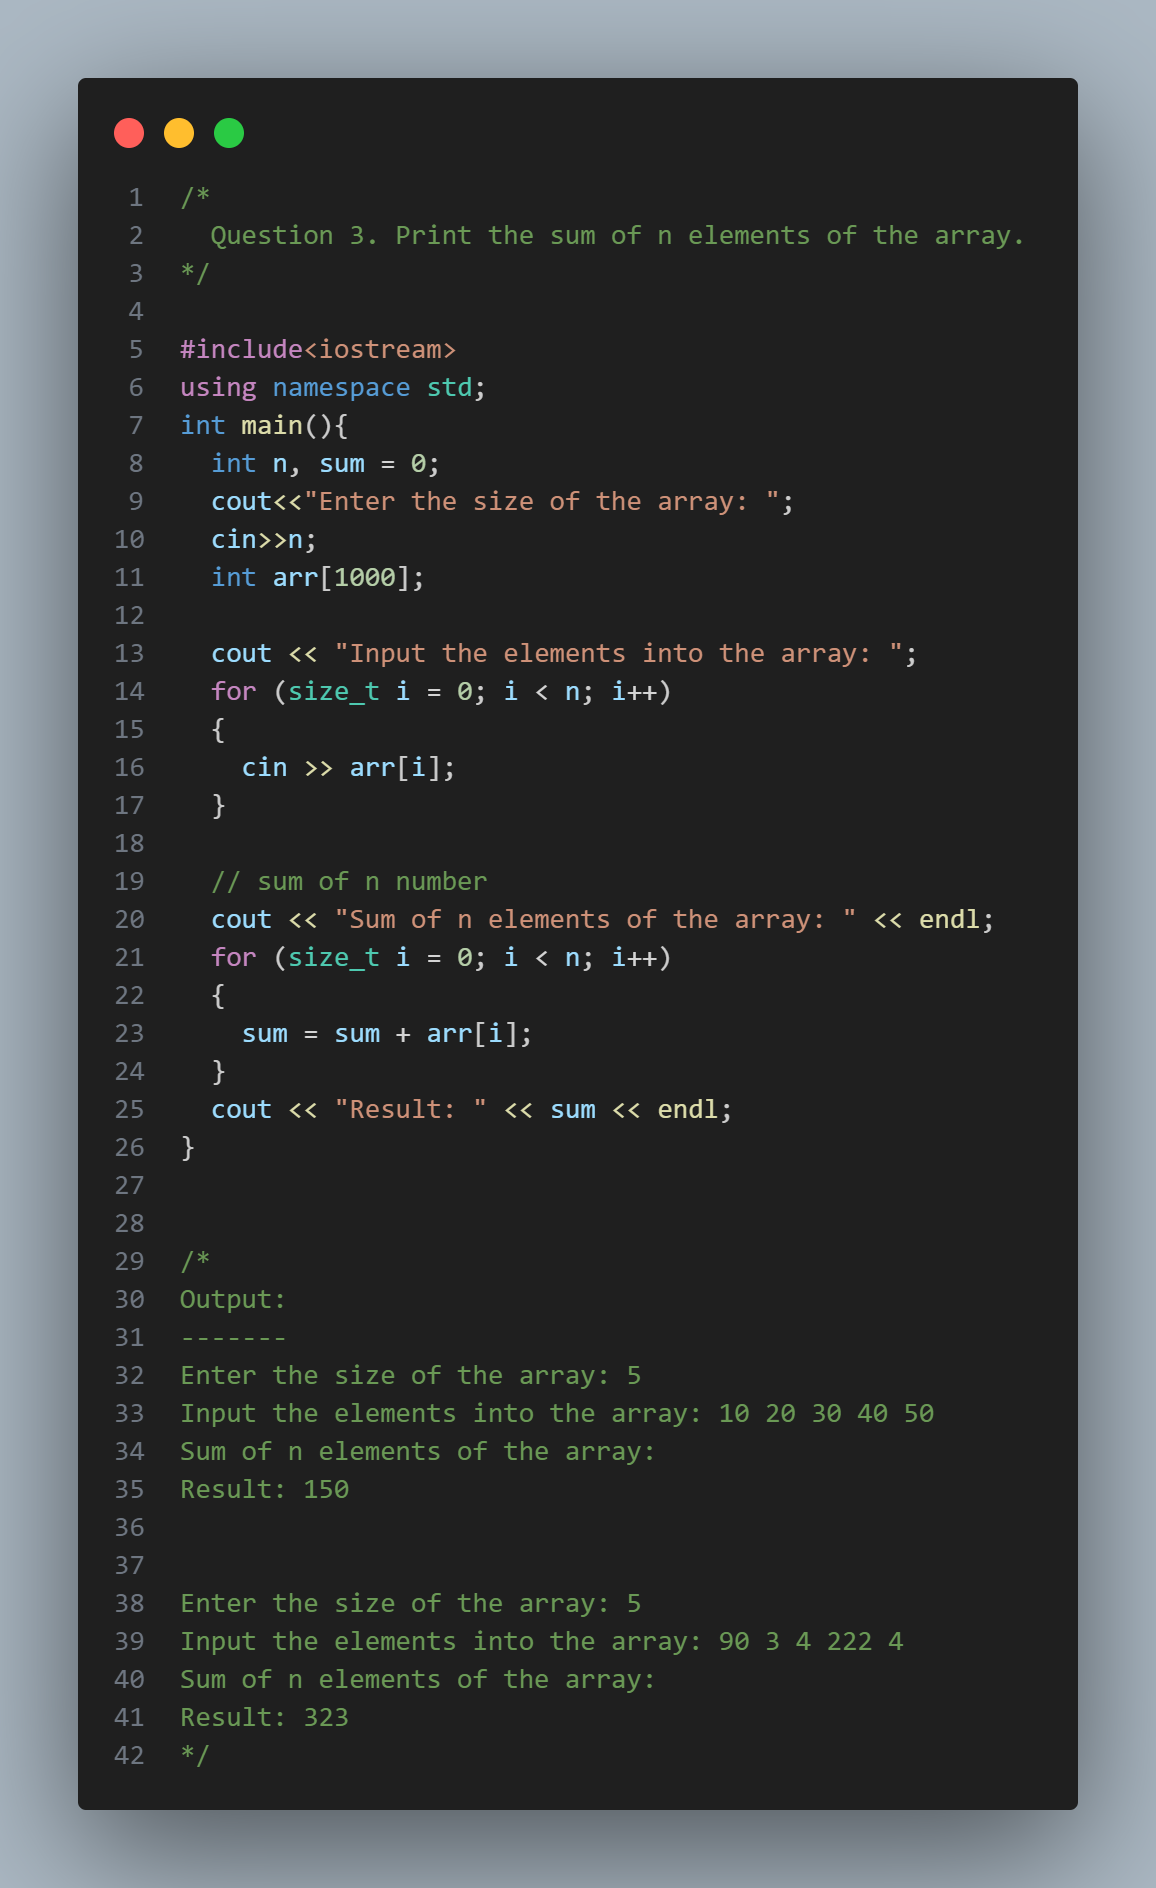 1 /*
2   Question 3. Print the sum of n elements of the array.
3 */
4
5 #include<iostream>
6 using namespace std;
7 int main(){
8   int n, sum = 0;
9   cout<<"Enter the size of the array: ";
10   cin>>n;
11   int arr[1000];
12
13   cout << "Input the elements into the array: ";
14   for (size_t i = 0; i < n; i++)
15   {
16     cin >> arr[i];
17   }
18
19   // sum of n number
20   cout << "Sum of n elements of the array: " << endl;
21   for (size_t i = 0; i < n; i++)
22   {
23     sum = sum + arr[i];
24   }
25   cout << "Result: " << sum << endl;
26 }
27
28
29 /*
30 Output:
31 -------
32 Enter the size of the array: 5
33 Input the elements into the array: 10 20 30 40 50
34 Sum of n elements of the array:
35 Result: 150
36
37
38 Enter the size of the array: 5
39 Input the elements into the array: 90 3 4 222 4
40 Sum of n elements of the array:
41 Result: 323
42 */